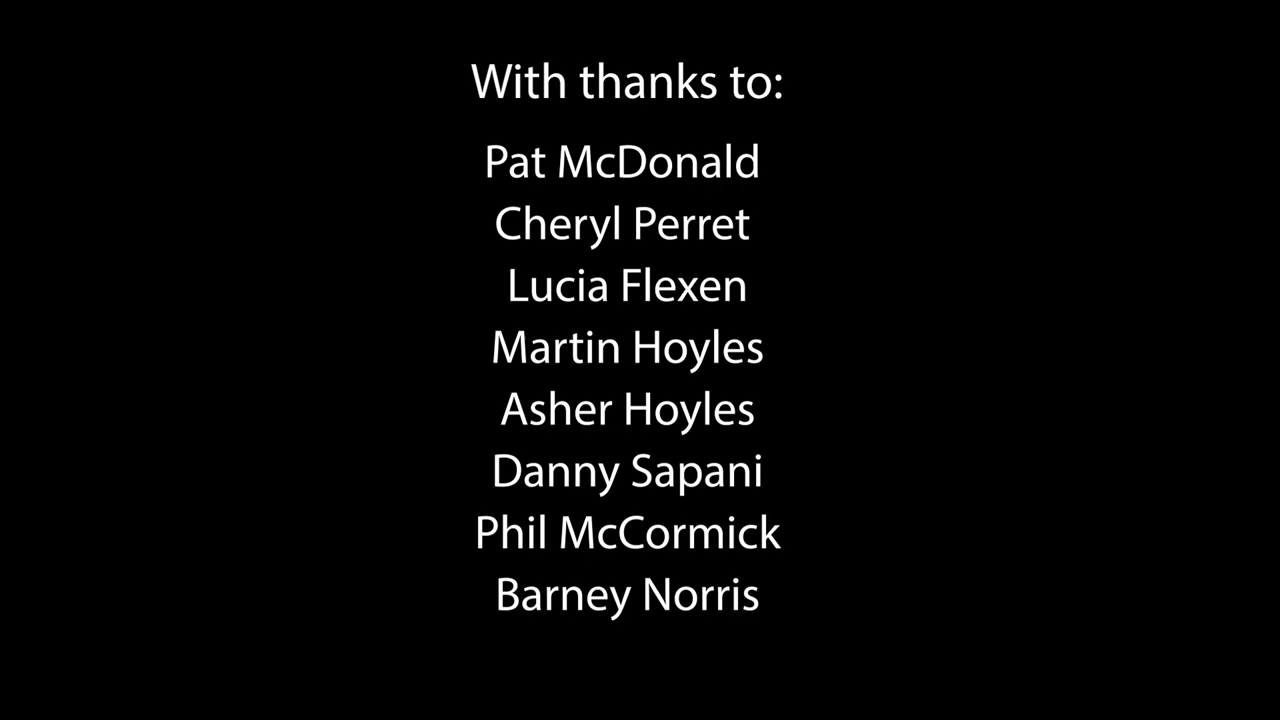 With thanks to:
Pat McDonald
Cheryl Perret
Lucia Flexen
Martin Hoyles
Asher Hoyles
Danny Sapani
Phil McCormick
Barney Norris